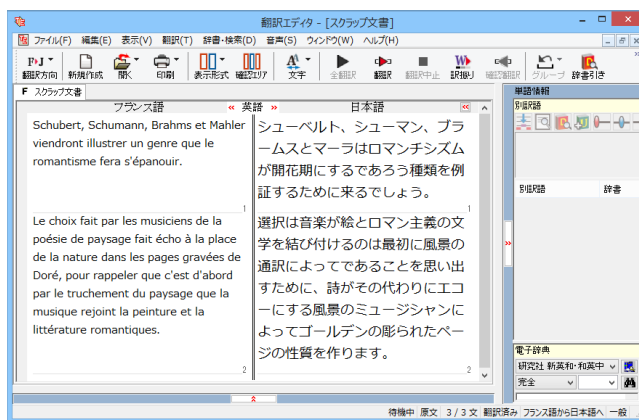 翻訳エディタ - [スクラップ文書]
ファイル(F) 編集(E) 表示(V) 翻訳(T) 辞書・検索(D) 音声(S) ウィンドウ(W) ヘルプ(H)
翻訳方向 新規作成 開く 印刷 表示形式 確認エリア 文字 全翻訳 翻訳 翻訳中止 訳振り 確認翻訳 グループ 辞書引き
F スクラップ文書
フランス語 « 英語 » 日本語 «
Schubert, Schumann, Brahms et Mahler
viendront illustrer un genre que le
romantisme fera s'épanouir.
1
シューベルト、シューマン、ブラ
ームスとマーラはロマンチシズム
が開花期にするであろう種類を例
証するために来るでしょう。
1
Le choix fait par les musiciens de la
poésie de paysage fait écho à la place
de la nature dans les pages gravées de
Doré, pour rappeler que c'est d'abord
par le truchement du paysage que la
musique rejoint la peinture et la
littérature romantiques.
2
選択は音楽が絵とロマン主義の文
学を結び付けるのは最初に風景の
通訳によってであることを思い出
すために、詩がその代わりにエコ
ーにする風景のミュージシャンに
よってゴールデンの彫られたペー
ジの性質を作ります。
2
単語情報
別訳語
別訳語 辞書
電子辞典
研究社 新英和・和英中
完全
待機中 原文 3 / 3 文 翻訳済み フランス語から日本語へ 一般